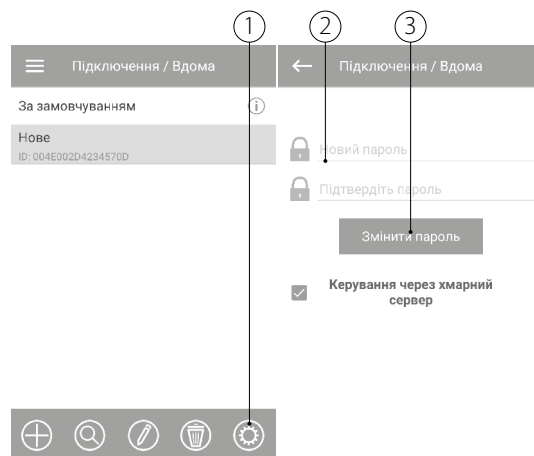 1
2
3
Підключення / Вдома
За замовчуванням
i
Нове
ID: 004E002D4234570D
Підключення / Вдома
Новий пароль
Підтвердіть пароль
Змінити пароль
Керування через хмарний
сервер